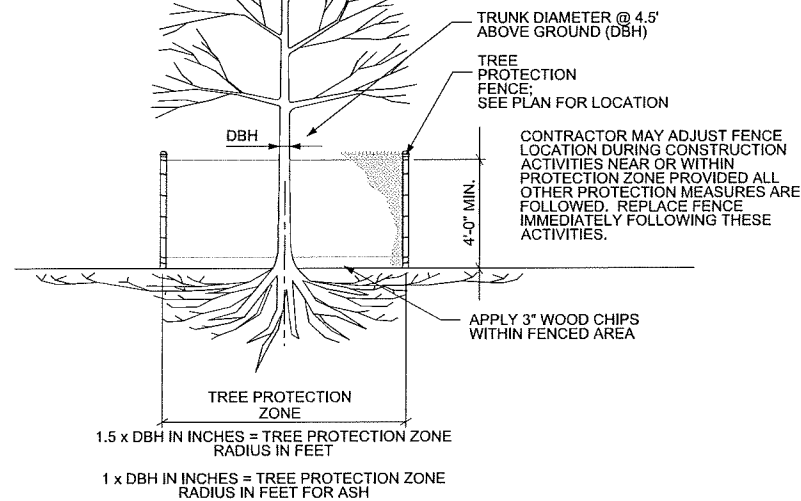 TRUNK DIAMETER @ 4.5'
ABOVE GROUND (DBH)
TREE
PROTECTION
FENCE;
SEE PLAN FOR LOCATION
DBH
CONTRACTOR MAY ADJUST FENCE
LOCATION DURING CONSTRUCTION
ACTIVITIES NEAR OR WITHIN
PROTECTION ZONE PROVIDED ALL
OTHER PROTECTION MEASURES ARE
FOLLOWED. REPLACE FENCE
IMMEDIATELY FOLLOWING THESE
ACTIVITIES.
4'-0" MIN.
APPLY 3" WOOD CHIPS
WITHIN FENCED AREA
TREE PROTECTION
ZONE
1.5 x DBH IN INCHES = TREE PROTECTION ZONE
RADIUS IN FEET
1 x DBH IN INCHES = TREE PROTECTION ZONE
RADIUS IN FEET FOR ASH